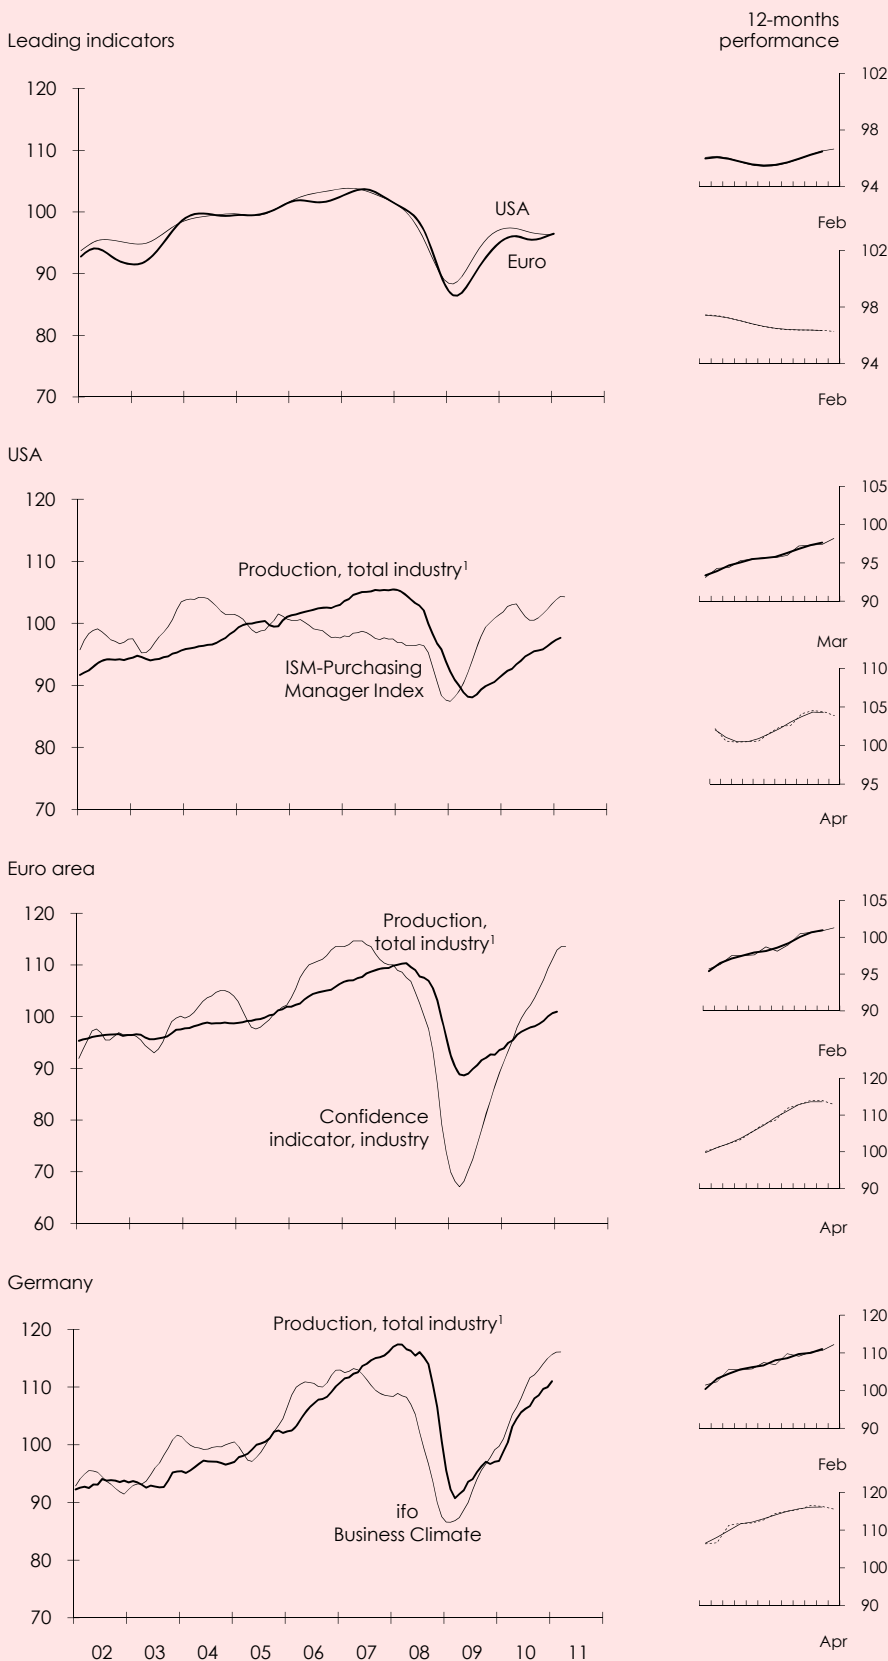 12-months
performance
Leading indicators
120
110
100
90
80
70
USA
Euro
102
98
94
Feb
102
98
94
Feb
USA
120
110
100
90
80
70
Production, total industry¹
ISM-Purchasing
Manager Index
105
100
95
90
Mar
110
105
100
95
Apr
Euro area
120
110
100
90
80
70
60
Production,
total industry¹
Confidence
indicator, industry
105
100
95
90
Feb
120
110
100
90
Apr
Germany
120
110
100
90
80
70
Production, total industry¹
ifo
Business Climate
120
110
100
90
Feb
120
110
100
90
Apr
02 03 04 05 06 07 08 09 10 11